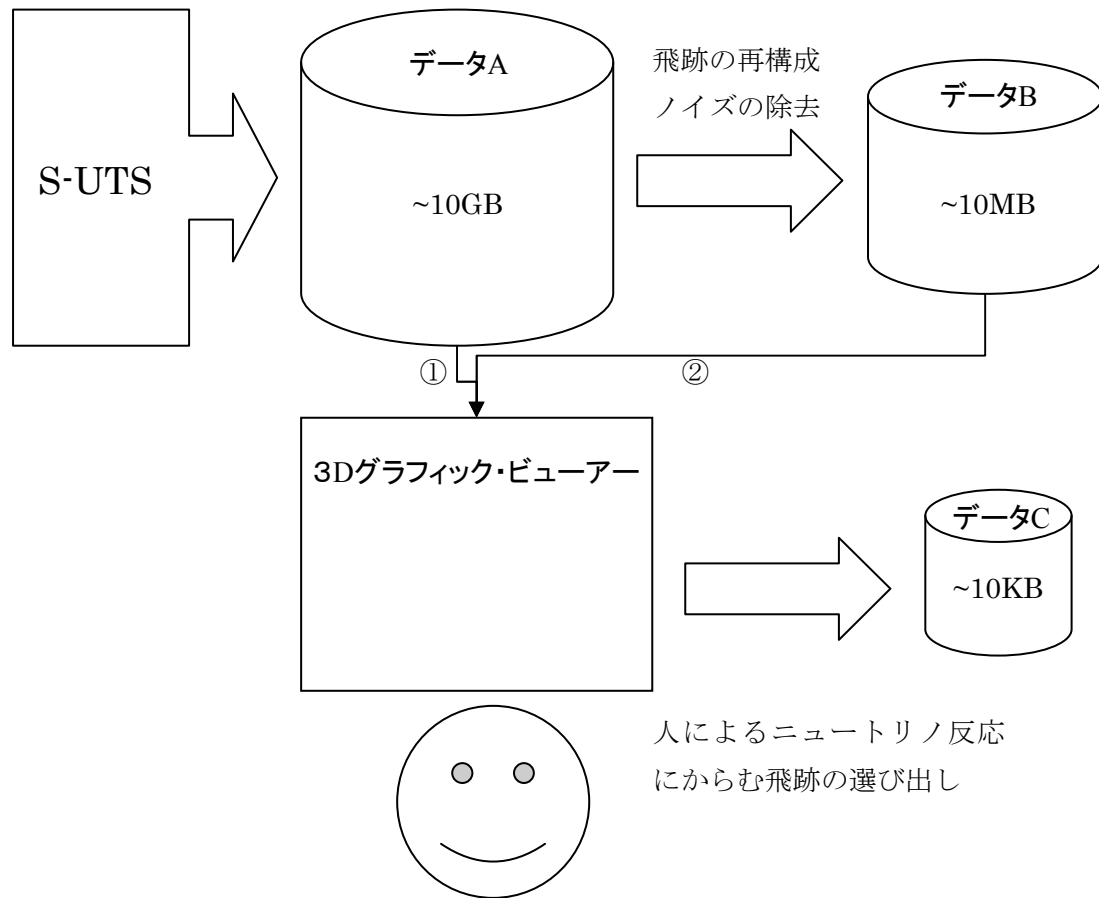 S-UTS
データA
~10GB
飛跡の再構成
ノイズの除去
データB
~10MB
①
②
３Dグラフィック・ビューアー
データC
~10KB
人によるニュートリノ反応
にからむ飛跡の選び出し